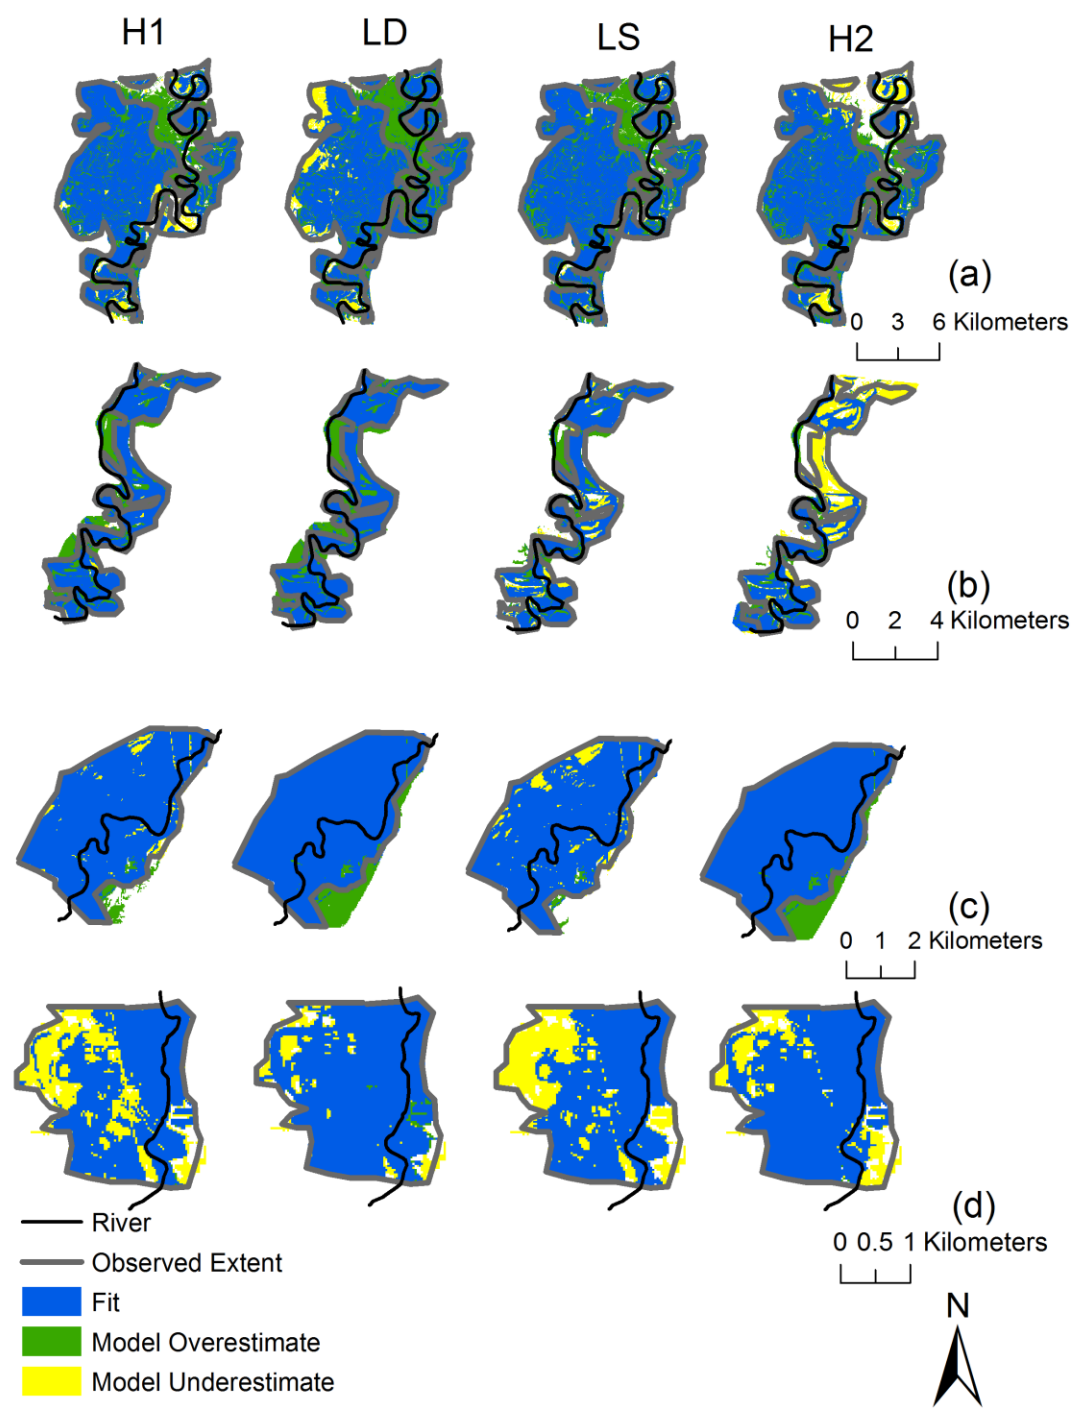 H1 LD LS H2
(a)
0 3 6 Kilometers
(b)
0 2 4 Kilometers
(c)
0 1 2 Kilometers
(d)
0 0.5 1 Kilometers
River
Observed Extent
Fit
Model Overestimate
Model Underestimate
N